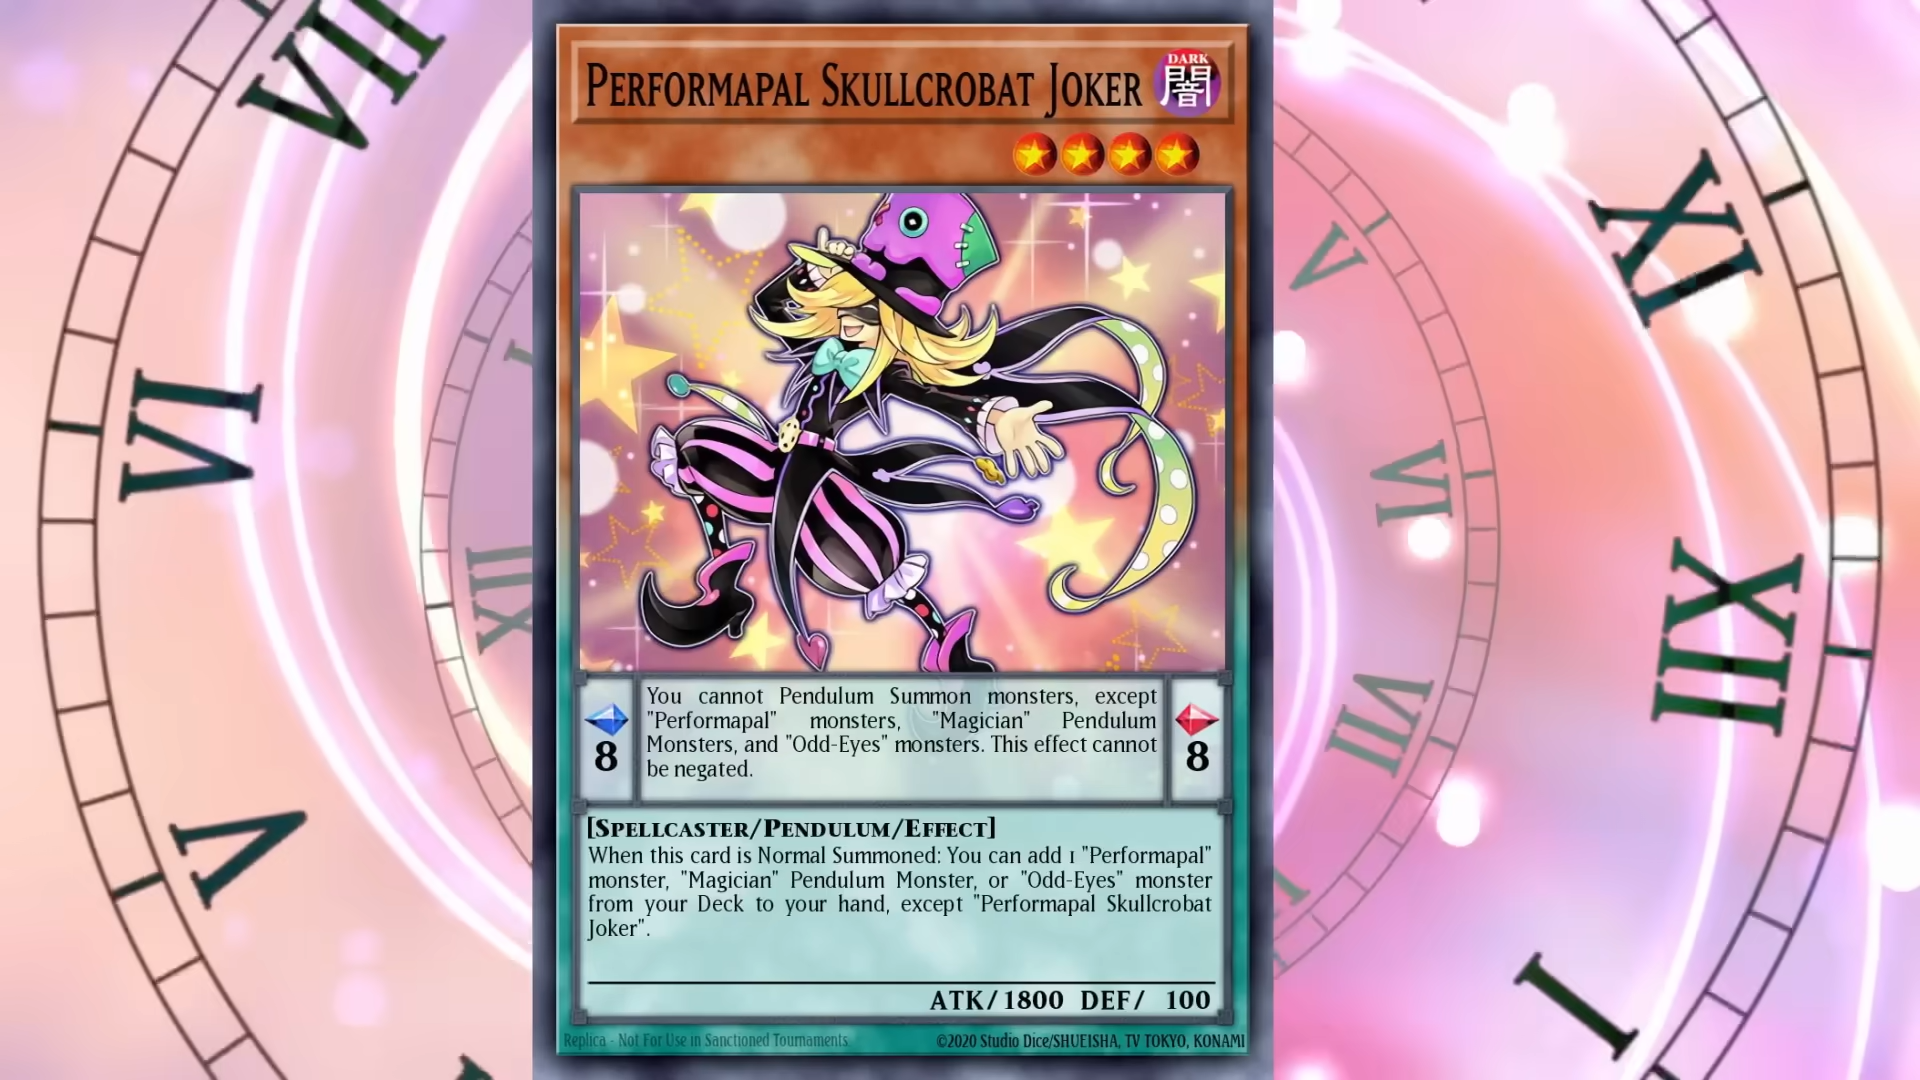 PERFORMAPAL SKULLCROBAT JOKER
DARK
闇
You cannot Pendulum Summon monsters, except
"Performapal" monsters, "Magician" Pendulum
Monsters, and "Odd-Eyes" monsters. This effect cannot
be negated.
8
8
[SPELLCASTER/PENDULUM/EFFECT]
When this card is Normal Summoned: You can add 1 "Performapal"
monster, "Magician" Pendulum Monster, or "Odd-Eyes" monster
from your Deck to your hand, except "Performapal Skullcrobat
Joker".
ATK/1800 DEF/ 100
Replica - Not For Use in Sanctioned Tournaments
©2020 Studio Dice/SHUEISHA, TV TOKYO, KONAMI
VII
VI
V
I
IIX
V
VI
VII
XI
XII
I